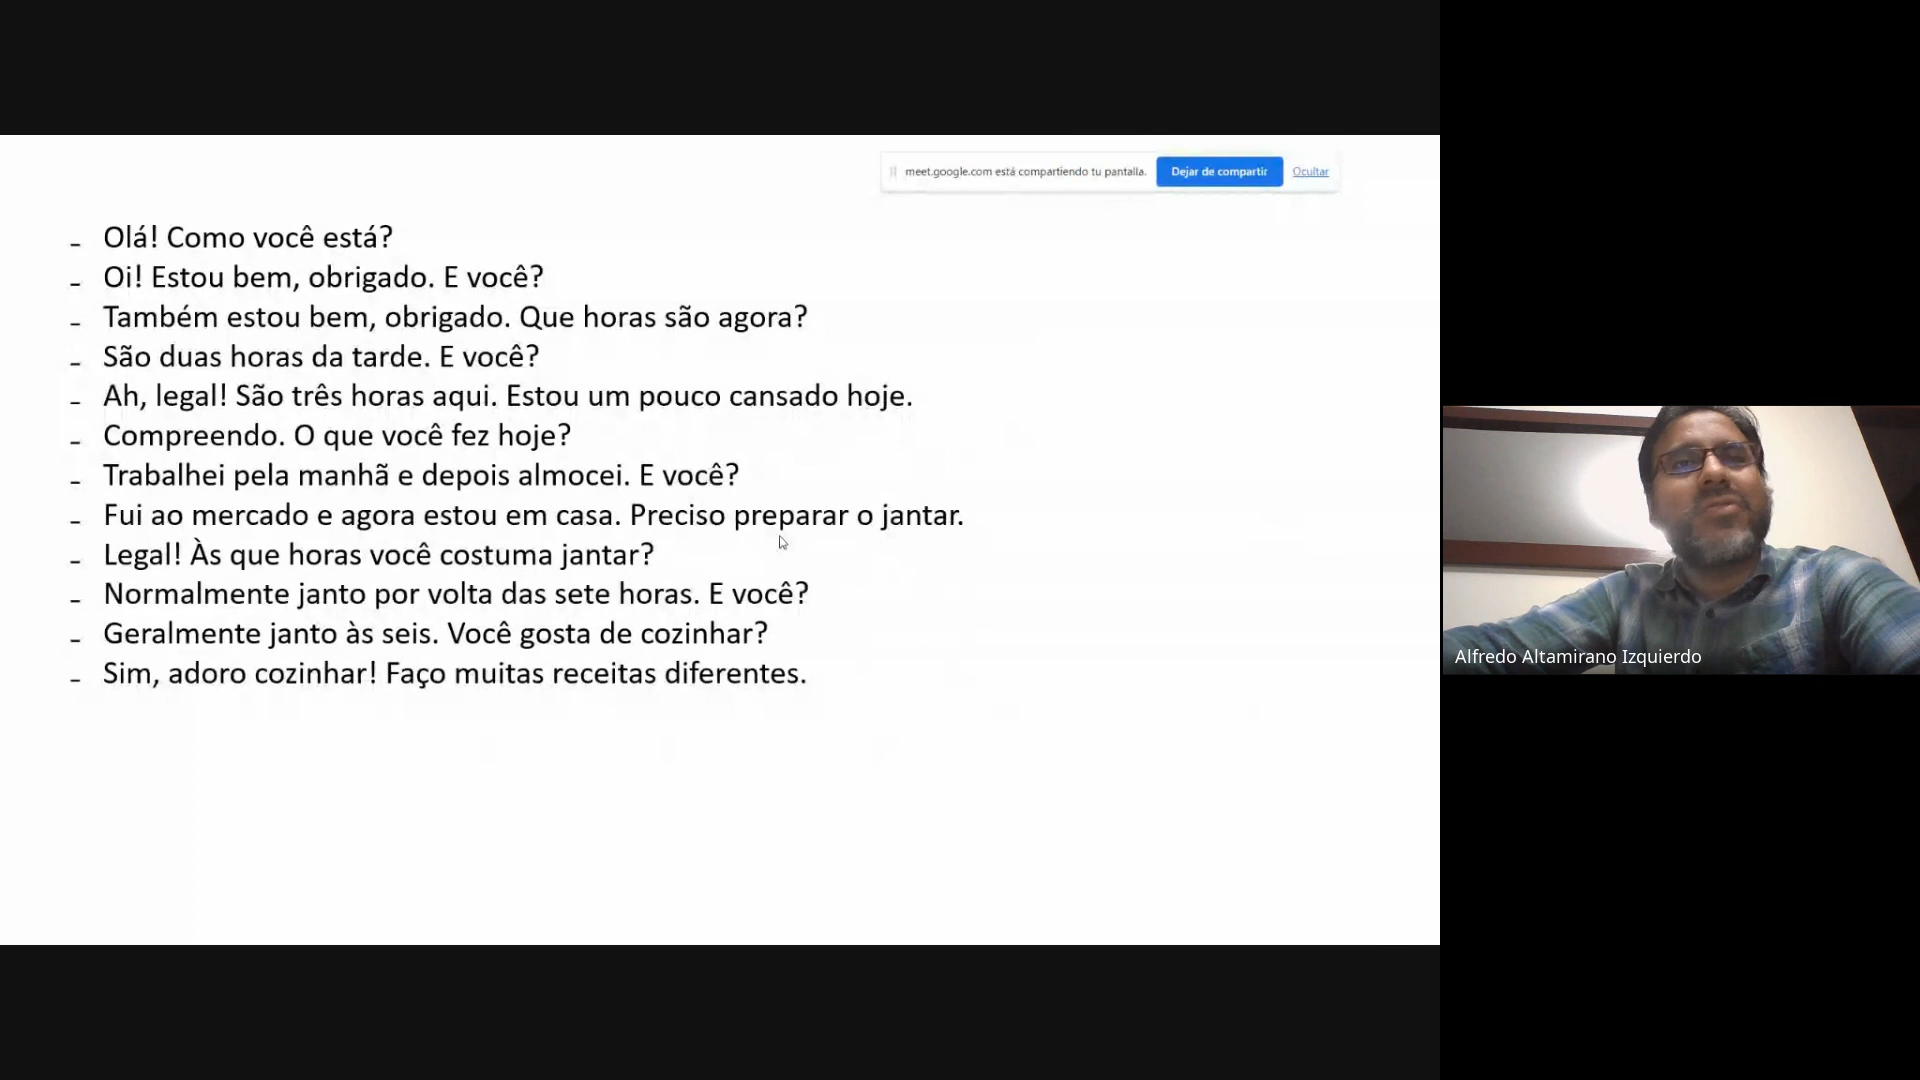 meet.google.com está compartiendo tu pantalla. Dejar de compartir Ocultar
- Olá! Como você está?
- Oi! Estou bem, obrigado. E você?
- Também estou bem, obrigado. Que horas são agora?
- São duas horas da tarde. E você?
- Ah, legal! São três horas aqui. Estou um pouco cansado hoje.
- Compreendo. O que você fez hoje?
- Trabalhei pela manhã e depois almocei. E você?
- Fui ao mercado e agora estou em casa. Preciso preparar o jantar.
- Legal! Às que horas você costuma jantar?
- Normalmente janto por volta das sete horas. E você?
- Geralmente janto às seis. Você gosta de cozinhar?
- Sim, adoro cozinhar! Faço muitas receitas diferentes.
Alfredo Altamirano Izquierdo